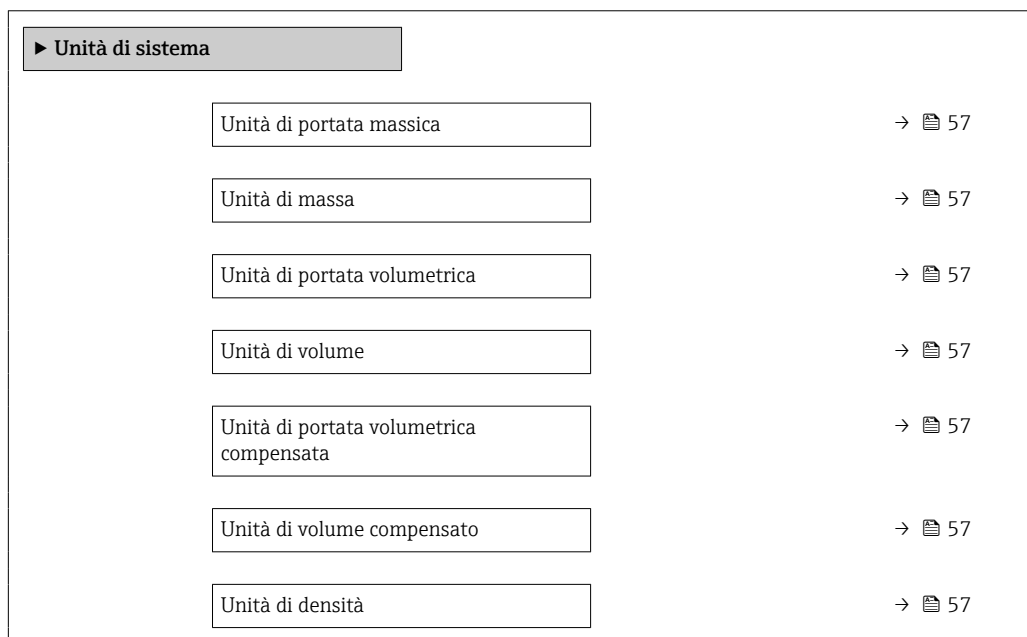 ▶ Unità di sistema
Unità di portata massica → 57
Unità di massa → 57
Unità di portata volumetrica → 57
Unità di volume → 57
Unità di portata volumetrica → 57
compensata
Unità di volume compensato → 57
Unità di densità → 57